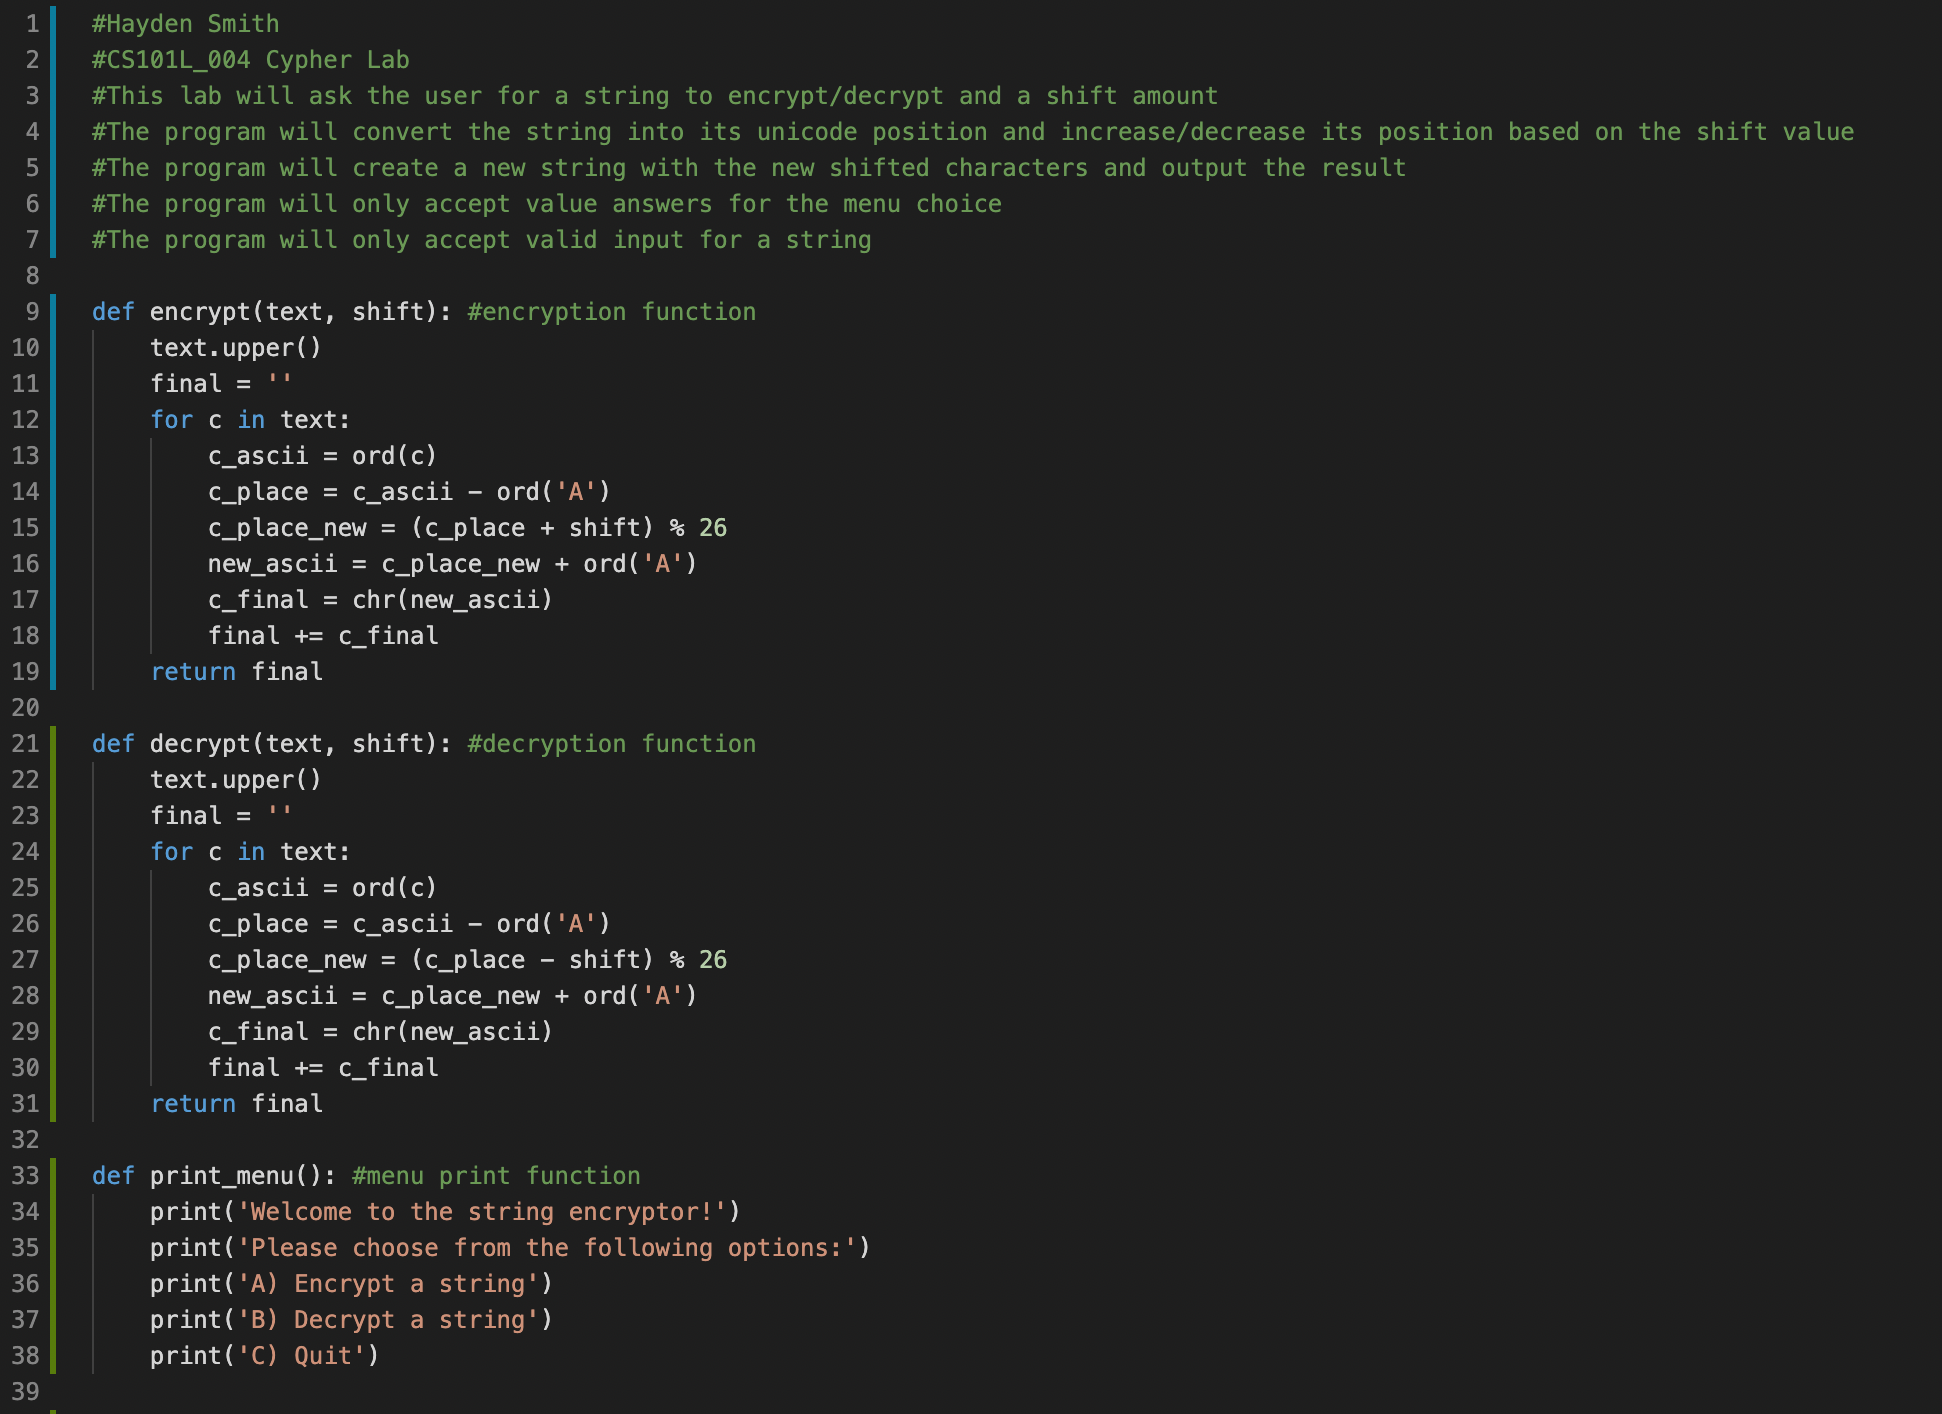 1 #Hayden Smith
2 #CS101L_004 Cypher Lab
3 #This lab will ask the user for a string to encrypt/decrypt and a shift amount
4 #The program will convert the string into its unicode position and increase/decrease its position based on the shift value
5 #The program will create a new string with the new shifted characters and output the result
6 #The program will only accept value answers for the menu choice
7 #The program will only accept valid input for a string
8
9 def encrypt(text, shift): #encryption function
10     text.upper()
11     final = ''
12     for c in text:
13         c_ascii = ord(c)
14         c_place = c_ascii - ord('A')
15         c_place_new = (c_place + shift) % 26
16         new_ascii = c_place_new + ord('A')
17         c_final = chr(new_ascii)
18         final += c_final
19     return final
20
21 def decrypt(text, shift): #decryption function
22     text.upper()
23     final = ''
24     for c in text:
25         c_ascii = ord(c)
26         c_place = c_ascii - ord('A')
27         c_place_new = (c_place - shift) % 26
28         new_ascii = c_place_new + ord('A')
29         c_final = chr(new_ascii)
30         final += c_final
31     return final
32
33 def print_menu(): #menu print function
34     print('Welcome to the string encryptor!')
35     print('Please choose from the following options:')
36     print('A) Encrypt a string')
37     print('B) Decrypt a string')
38     print('C) Quit')
39